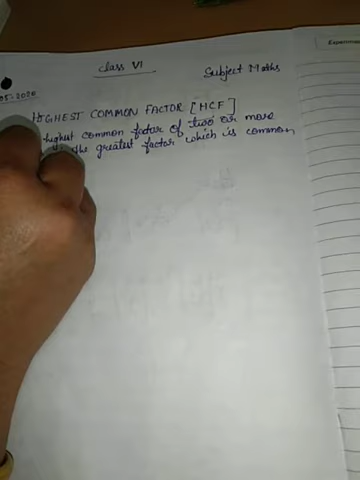 Class VI
Subject Maths
05-2020
HIGHEST COMMON FACTOR [HCF]
highest common factor of two or more
the greatest factor which is common